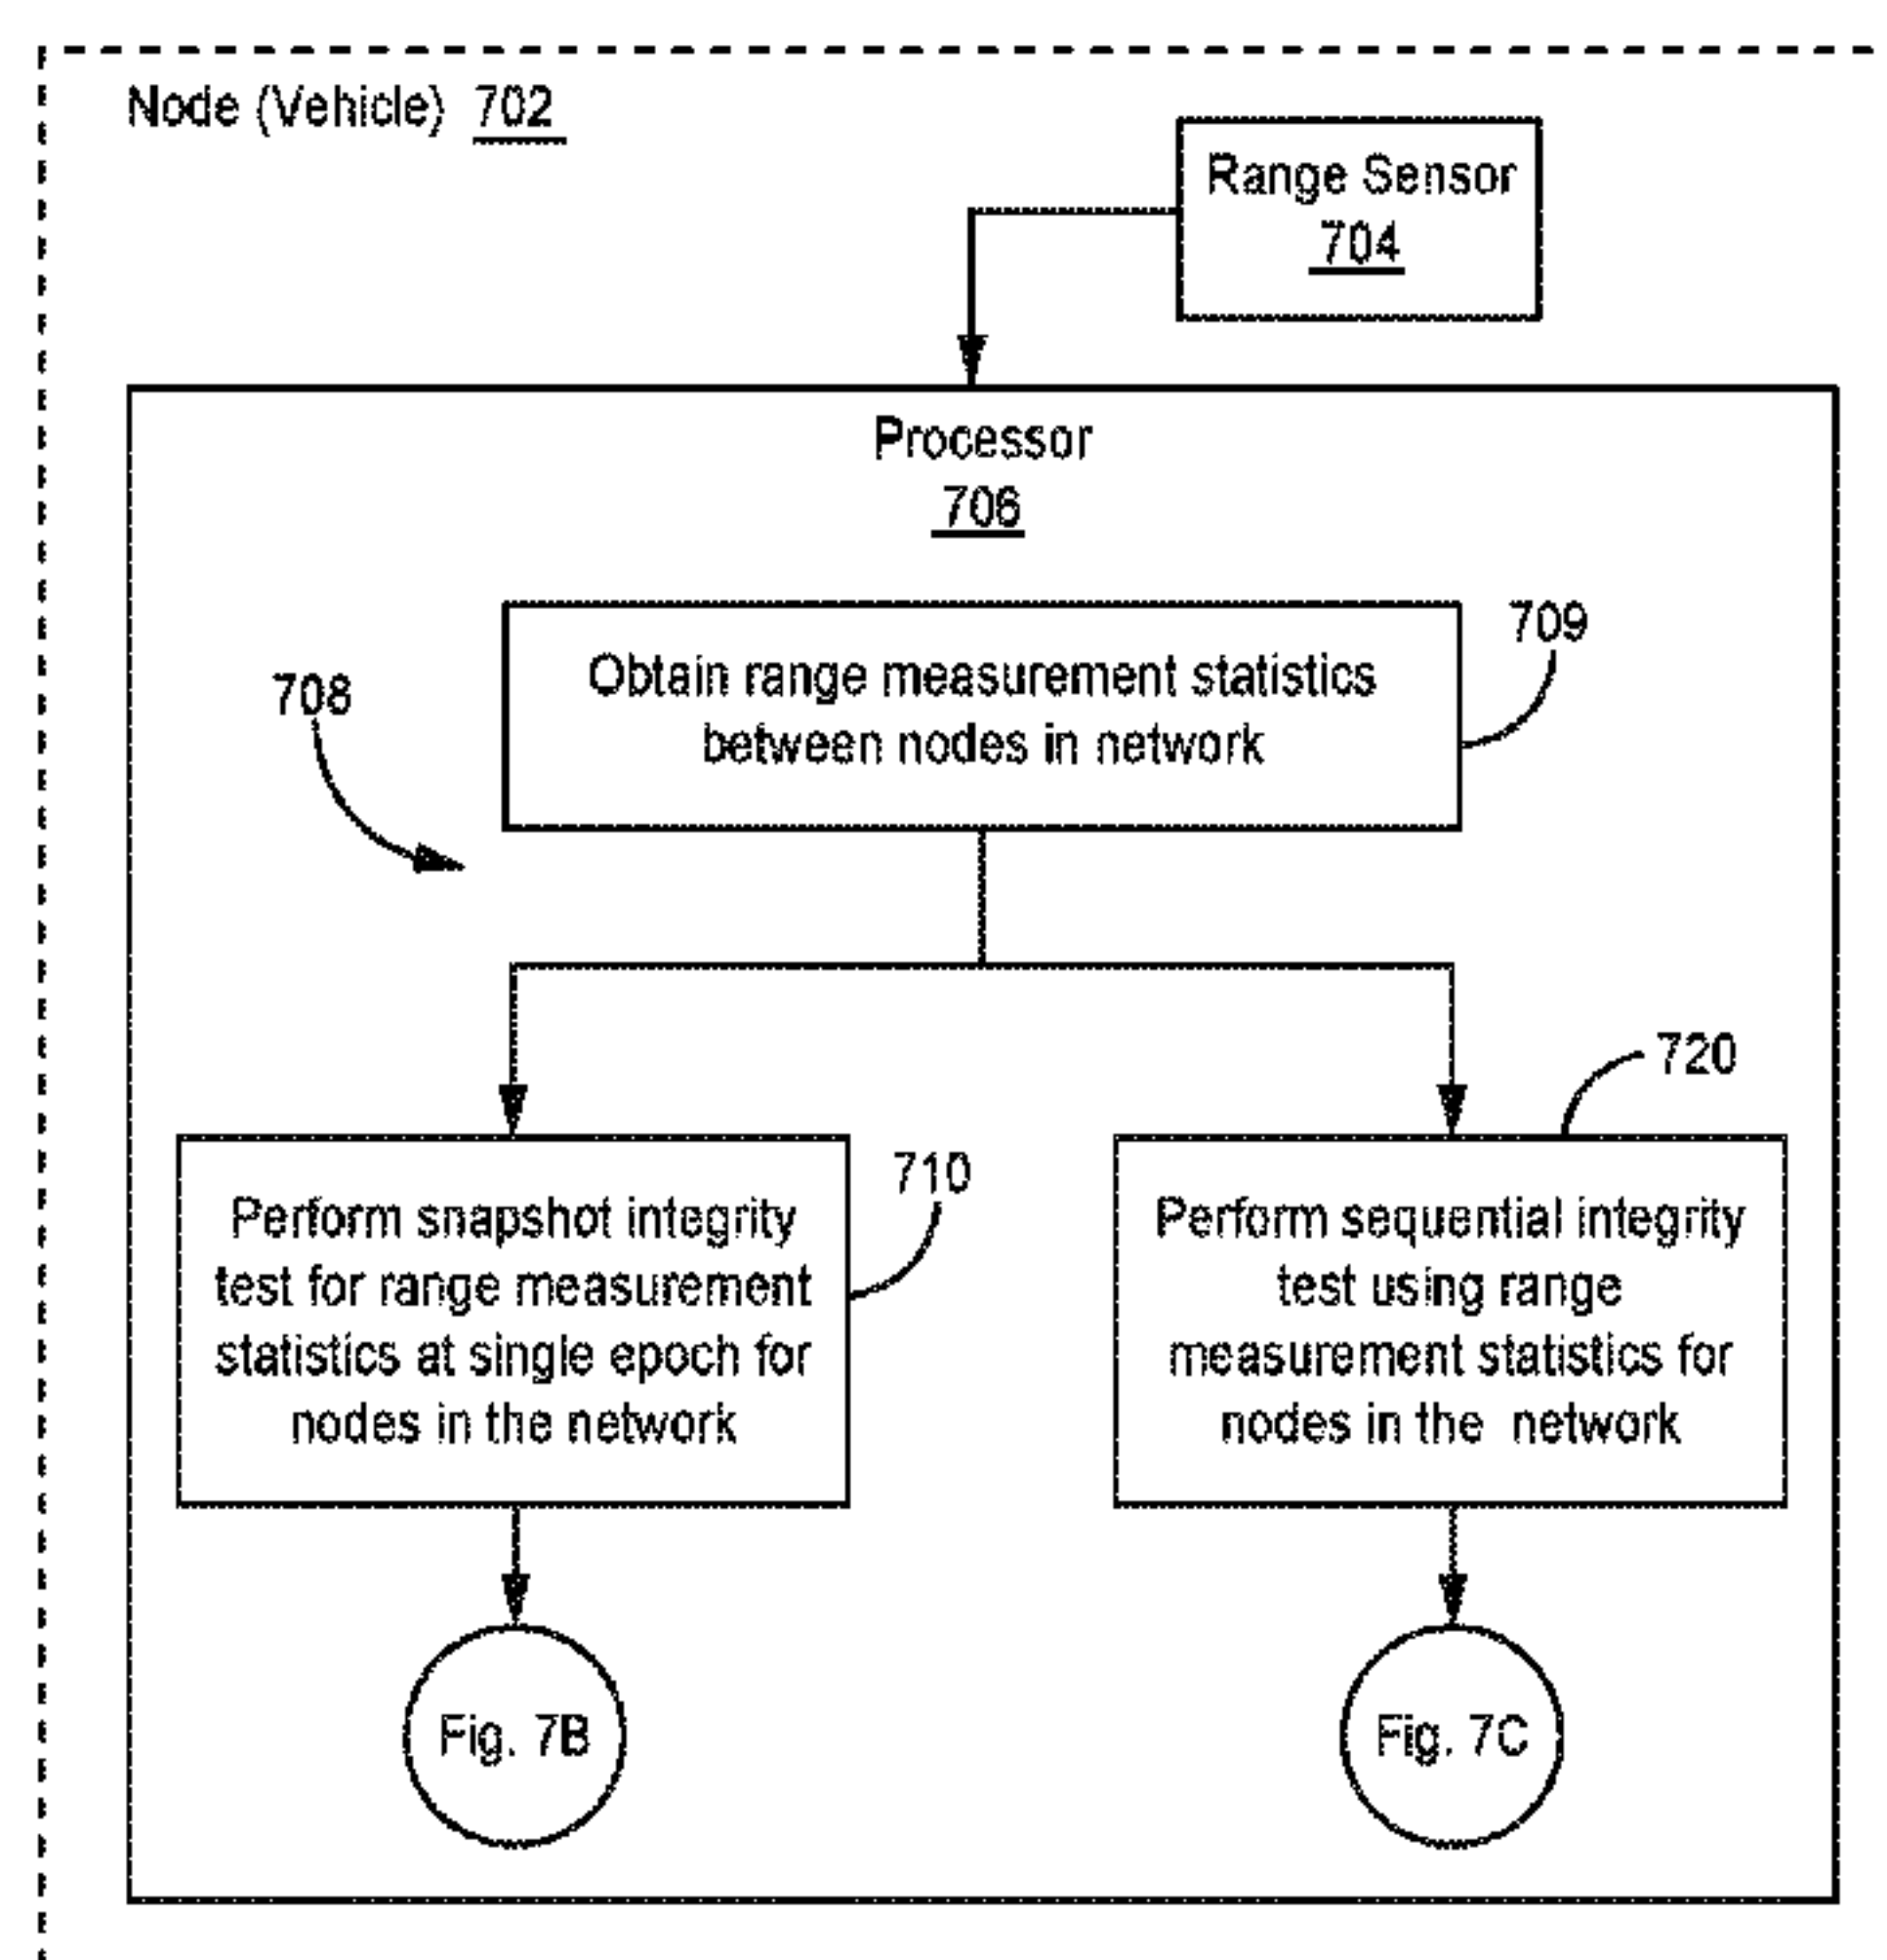 Node (Vehicle) 702
Range Sensor
704
Processor
706
709
Obtain range measurement statistics
between nodes in network
708
720
710
Perform snapshot integrity
test for range measurement
statistics at single epoch for
nodes in the network
Perform sequential integrity
test using range
measurement statistics for
nodes in the network
Fig. 7B
Fig. 7C